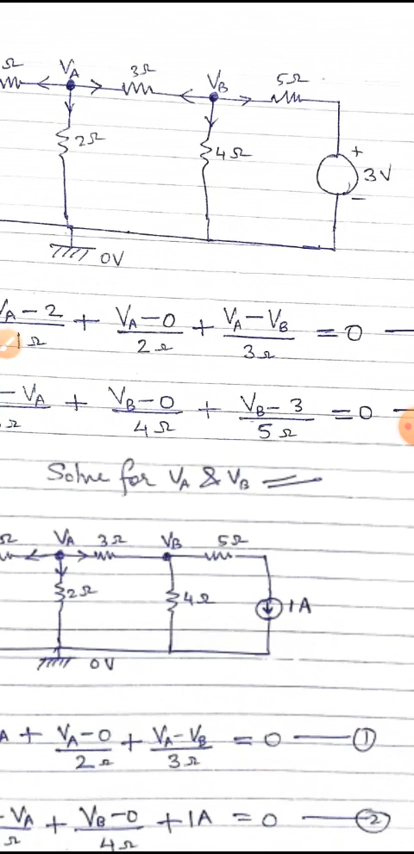 Ω VA 3Ω VB 5Ω
2Ω 4Ω + 3V −
0V
VA−2 / 1Ω + VA−0 / 2Ω + VA−VB / 3Ω = 0 —
−VA / Ω + VB−0 / 4Ω + VB−3 / 5Ω = 0 —
Solve for VA & VB =
Ω VA 3Ω VB 5Ω
2Ω 4Ω 1A
0V
A + VA−0 / 2Ω + VA−VB / 3Ω = 0 — ①
−VA / Ω + VB−0 / 4Ω + 1A = 0 — ②